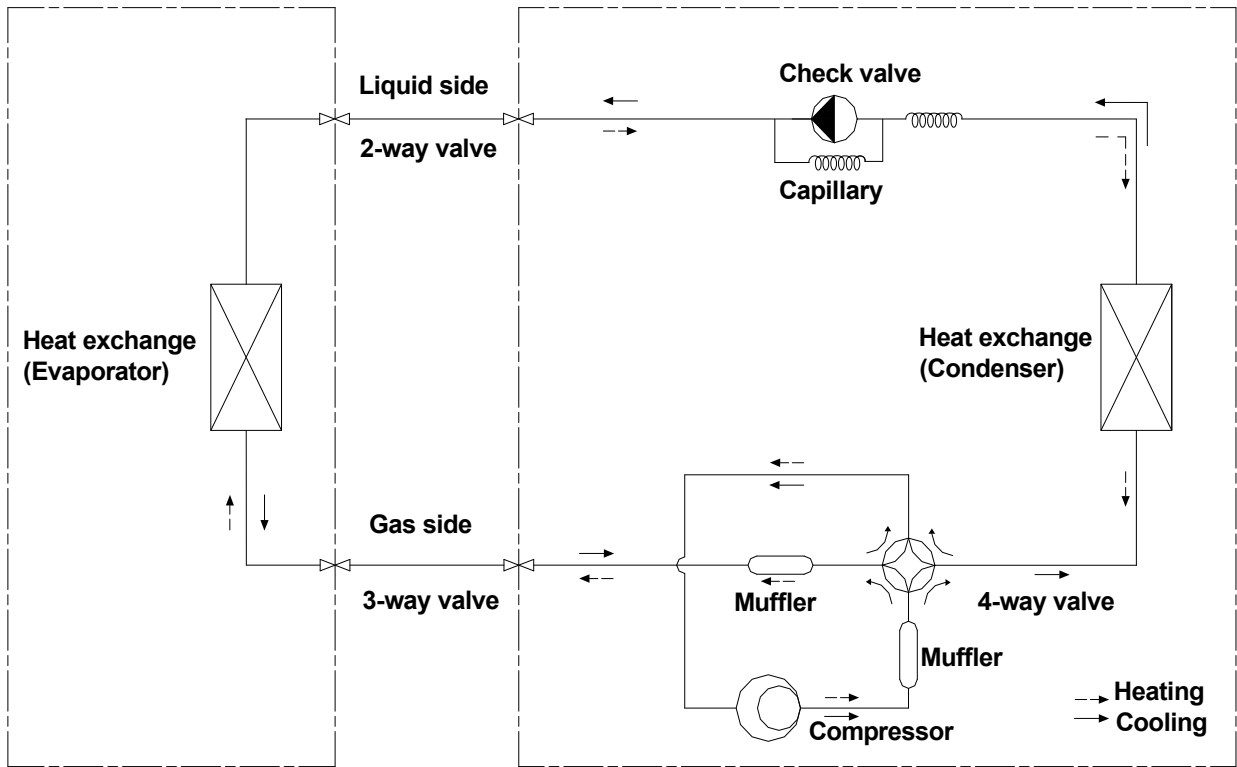 Check valve
Liquid side
2-way valve
Capillary
Heat exchange
(Evaporator)
Heat exchange
(Condenser)
Gas side
3-way valve
Muffler
4-way valve
Muffler
Compressor
Heating
Cooling